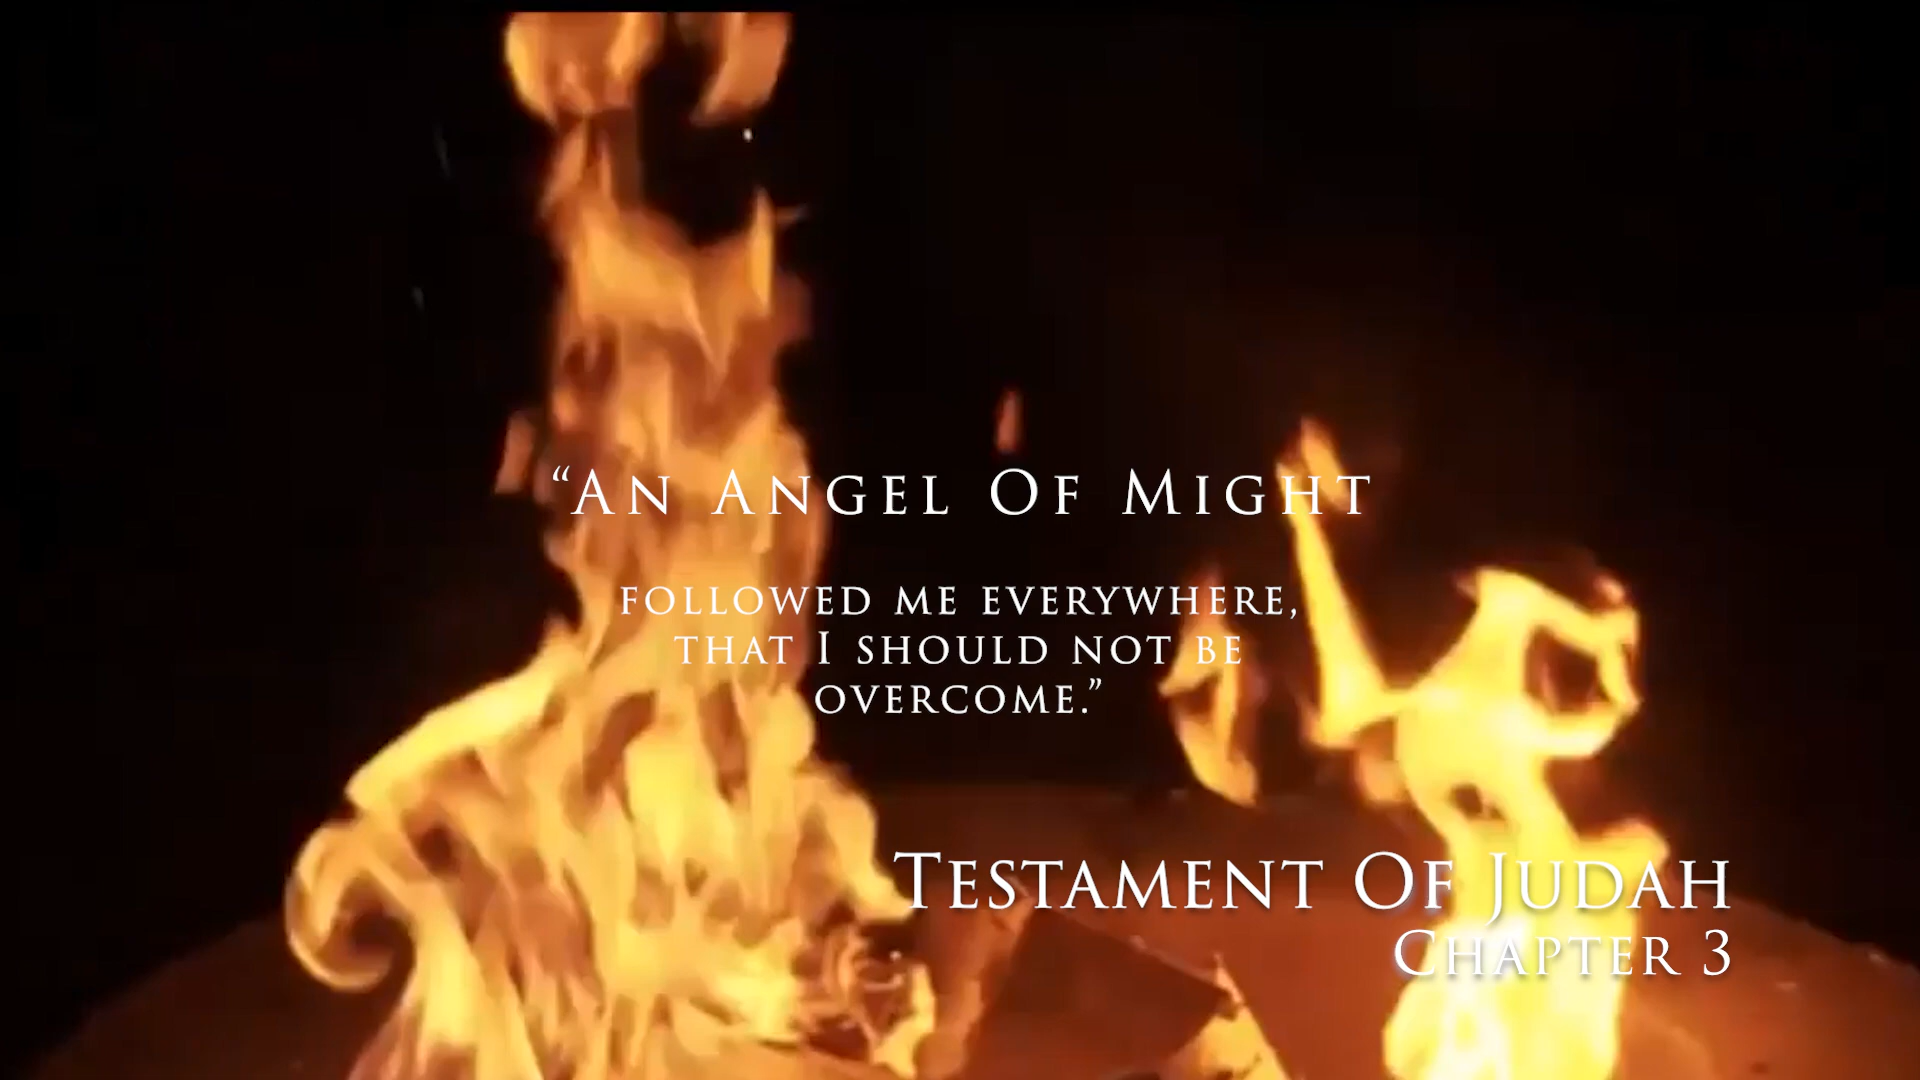 “An Angel Of Might
followed me everywhere,
that I should not be
overcome.”
Testament Of Judah
Chapter 3